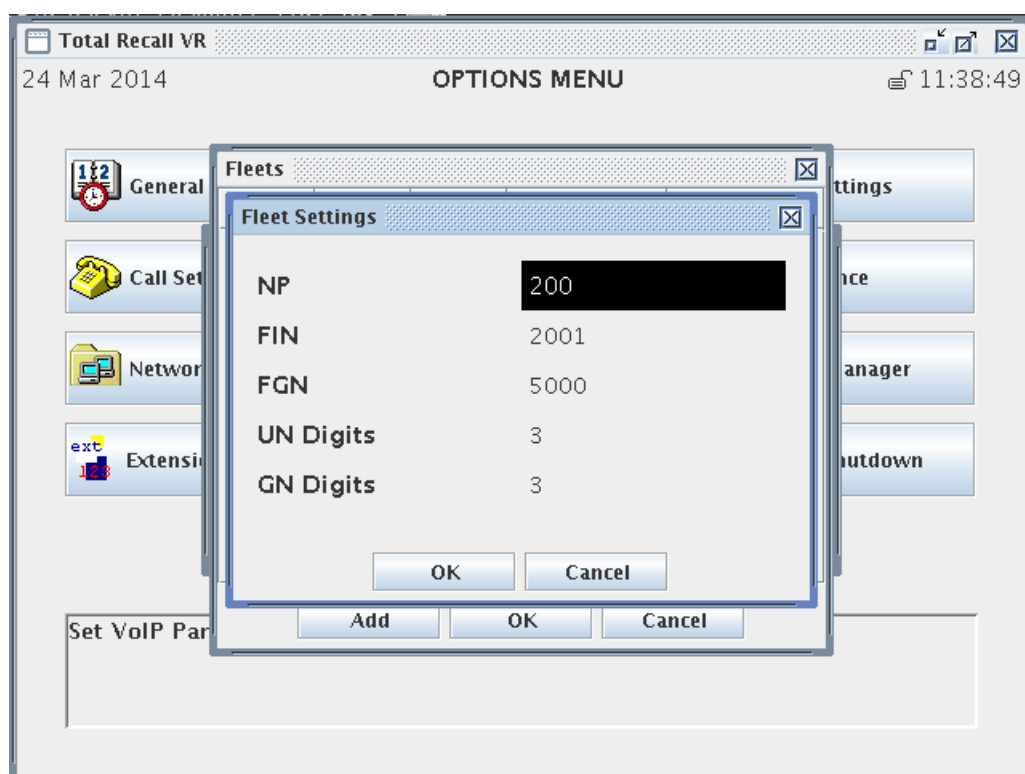 Total Recall VR
24 Mar 2014 OPTIONS MENU 11:38:49
Fleets
General ttings
Fleet Settings
Call Set nce
NP 200
FIN 2001
Networ anager
FGN 5000
UN Digits 3
ext
123
Extensi utdown
GN Digits 3
OK Cancel
Add OK Cancel
Set VoIP Par